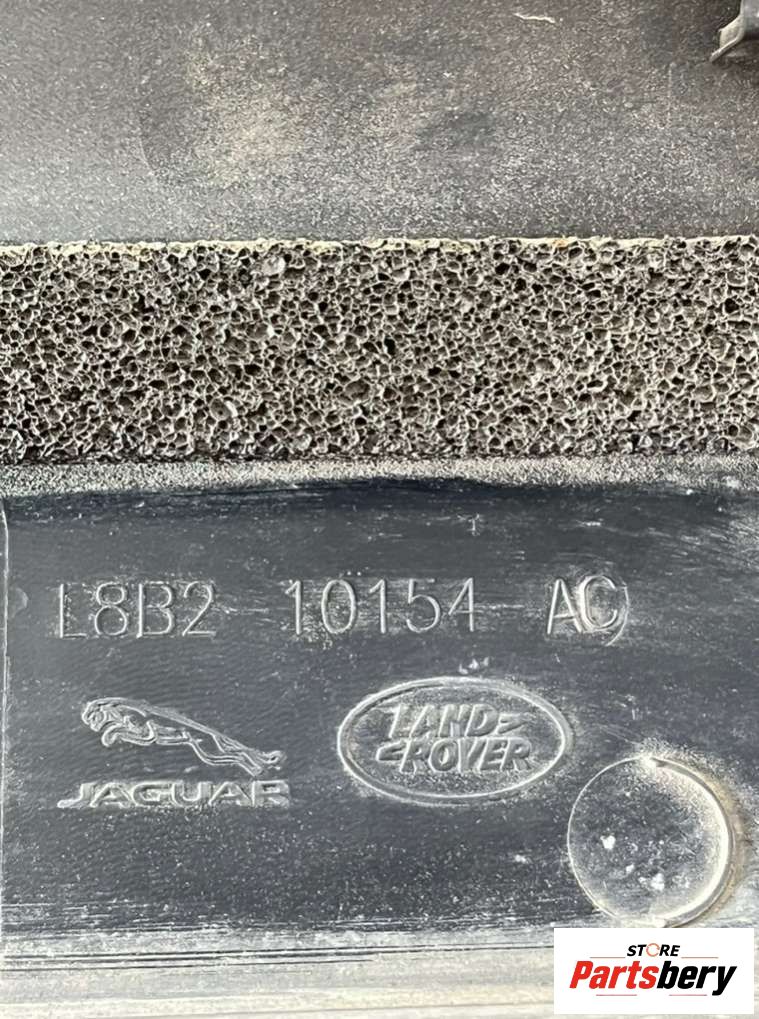 L8B2 10154 AC
JAGUAR
LAND-
ROVER
STORE
Partsbery